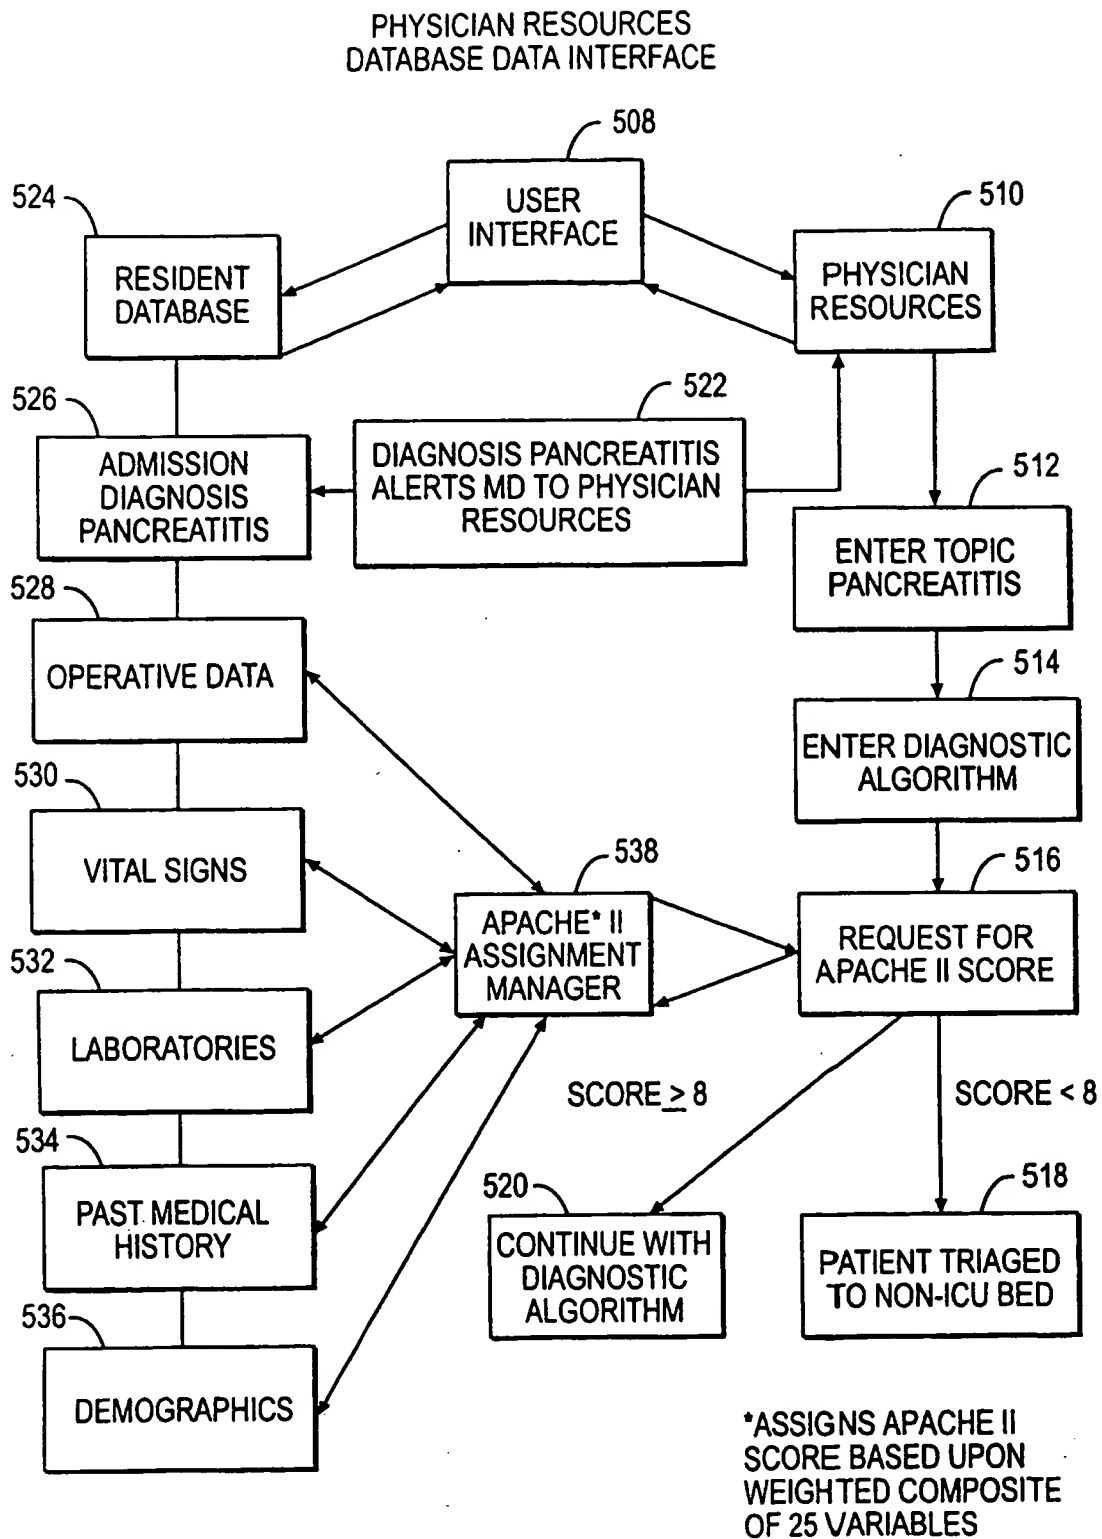 PHYSICIAN RESOURCES
DATABASE DATA INTERFACE
508
USER
INTERFACE
524
RESIDENT
DATABASE
510
PHYSICIAN
RESOURCES
526
ADMISSION
DIAGNOSIS
PANCREATITIS
522
DIAGNOSIS PANCREATITIS
ALERTS MD TO PHYSICIAN
RESOURCES
512
ENTER TOPIC
PANCREATITIS
528
OPERATIVE DATA
514
ENTER DIAGNOSTIC
ALGORITHM
530
VITAL SIGNS
538
APACHE* II
ASSIGNMENT
MANAGER
516
REQUEST FOR
APACHE II SCORE
532
LABORATORIES
SCORE ≥ 8
SCORE < 8
534
PAST MEDICAL
HISTORY
520
CONTINUE WITH
DIAGNOSTIC
ALGORITHM
518
PATIENT TRIAGED
TO NON-ICU BED
536
DEMOGRAPHICS
*ASSIGNS APACHE II
SCORE BASED UPON
WEIGHTED COMPOSITE
OF 25 VARIABLES